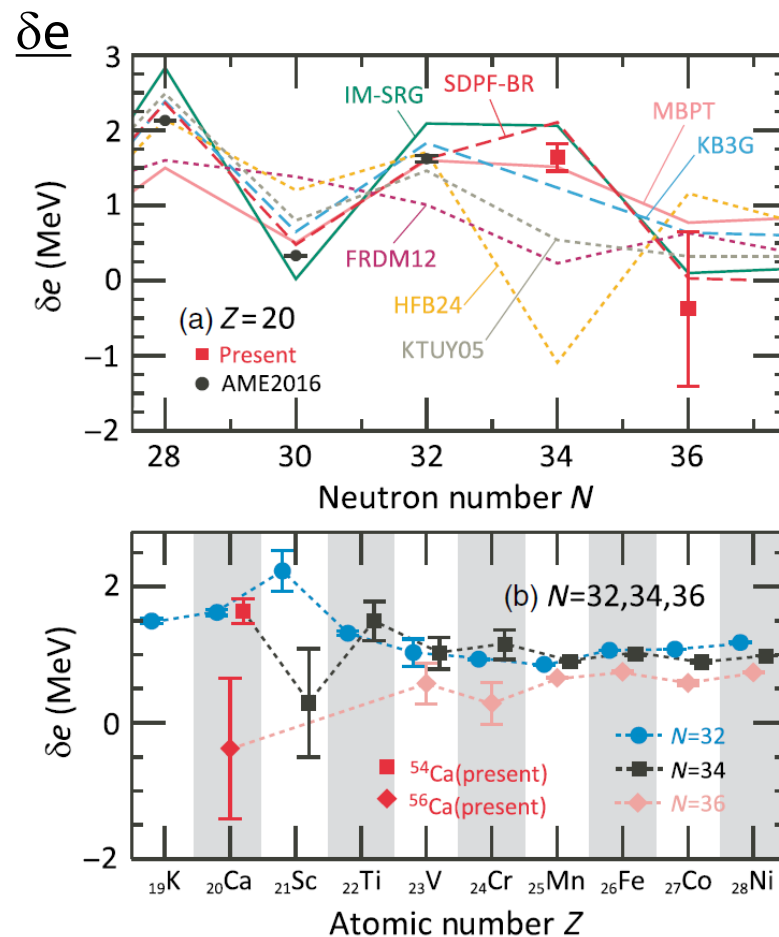 δe
3
2
1
0
−1
−2
δe (MeV)
IM-SRG
SDPF-BR
MBPT
KB3G
FRDM12
HFB24
KTUY05
(a) Z=20
Present
AME2016
28 30 32 34 36
Neutron number N
2
0
−2
δe (MeV)
(b) N=32,34,36
⁵⁴Ca(present)
⁵⁶Ca(present)
N=32
N=34
N=36
₁₉K ₂₀Ca ₂₁Sc ₂₂Ti ₂₃V ₂₄Cr ₂₅Mn ₂₆Fe ₂₇Co ₂₈Ni
Atomic number Z